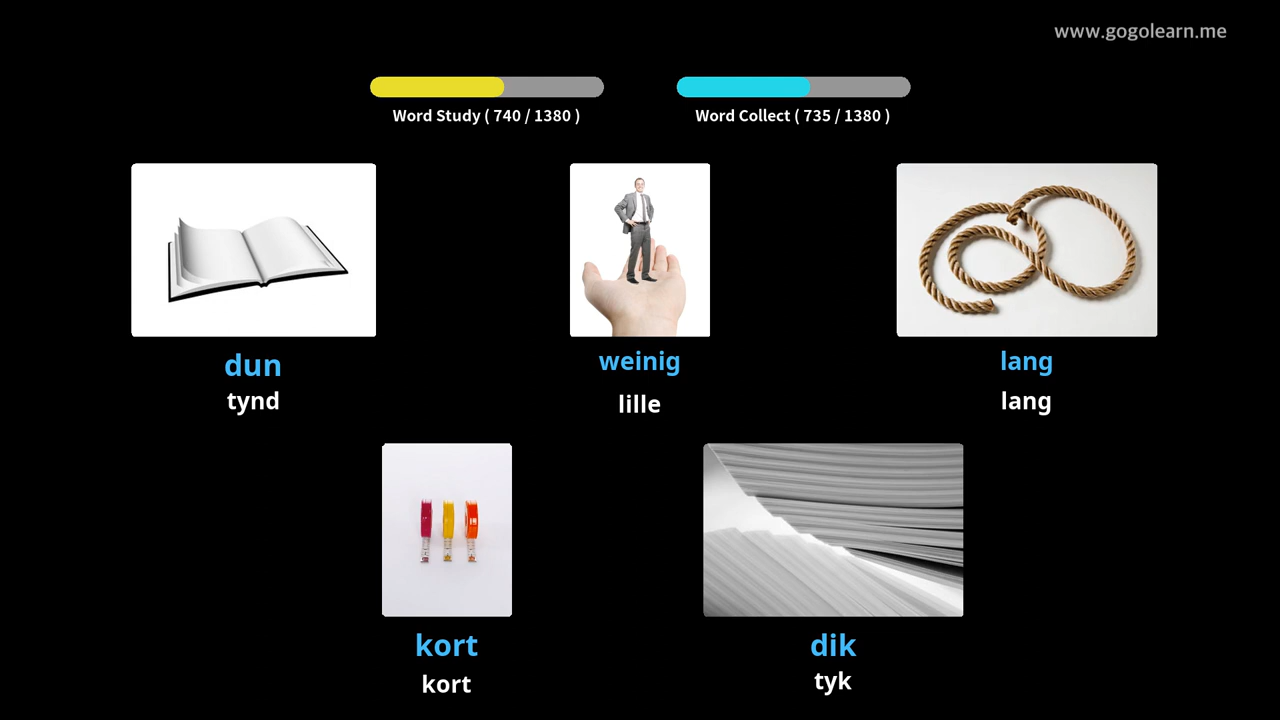 www.gogolearn.me
Word Study ( 740 / 1380 )
Word Collect ( 735 / 1380 )
dun
tynd
weinig
lille
lang
lang
kort
kort
dik
tyk